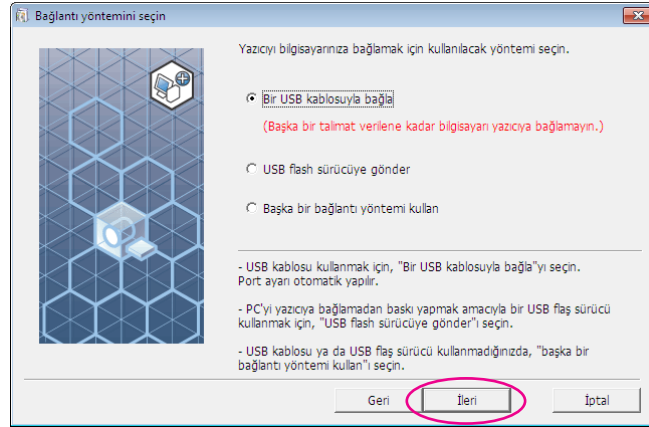 Bağlantı yöntemini seçin
Yazıcıyı bilgisayarınıza bağlamak için kullanılacak yöntemi seçin.
Bir USB kablosuyla bağla
(Başka bir talimat verilene kadar bilgisayarı yazıcıya bağlamayın.)
USB flash sürücüye gönder
Başka bir bağlantı yöntemi kullan
- USB kablosu kullanmak için, "Bir USB kablosuyla bağla"yı seçin.
Port ayarı otomatik yapılır.
- PC'yi yazıcıya bağlamadan baskı yapmak amacıyla bir USB flaş sürücü
kullanmak için, "USB flash sürücüye gönder"i seçin.
- USB kablosu ya da USB flaş sürücü kullanmadığınızda, "başka bir
bağlantı yöntemi kullan"ı seçin.
Geri İleri İptal